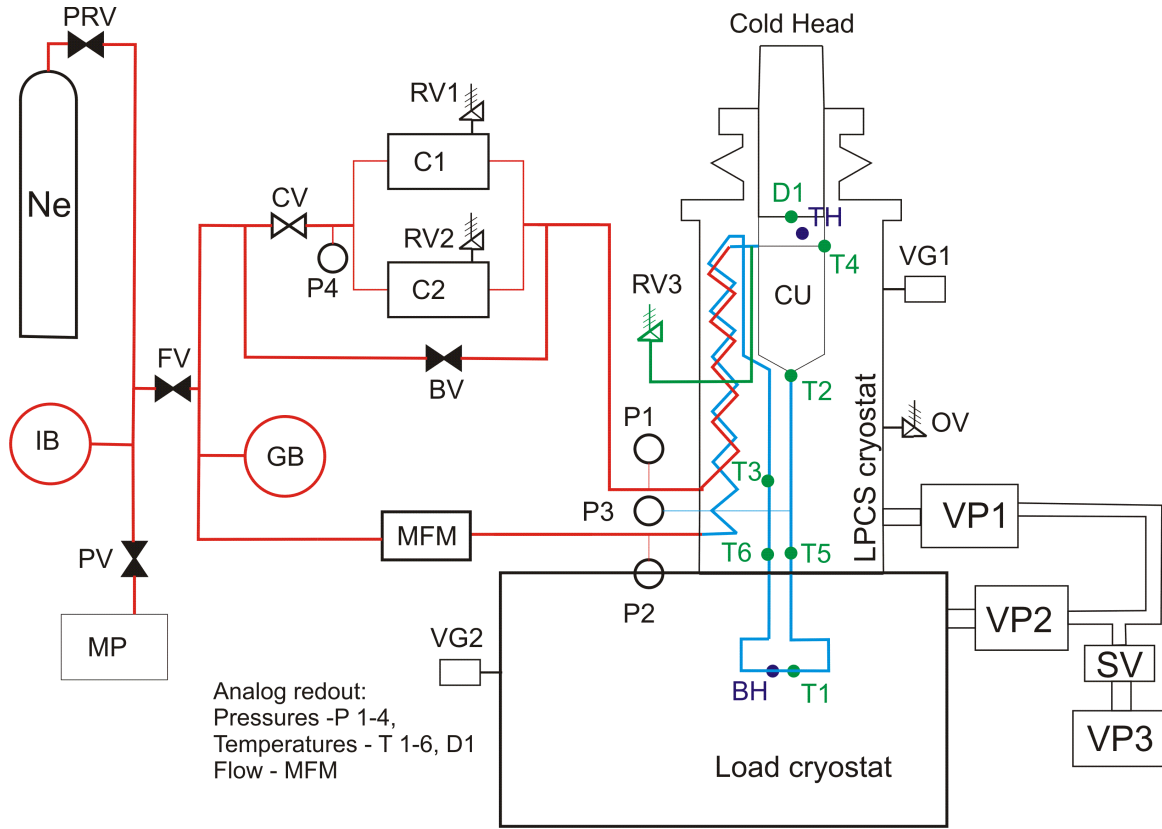 PRV
Cold Head
RV1
C1
Ne
D1
TH
CV
RV2
T4
VG1
P4
C2
RV3
CU
FV
BV
T2
P1
OV
IB
GB
T3
LPCS cryostat
P3
VP1
MFM
T6
T5
PV
P2
VP2
MP
VG2
SV
BH
T1
Analog redout:
Pressures -P 1-4,
Temperatures - T 1-6, D1
Flow - MFM
VP3
Load cryostat